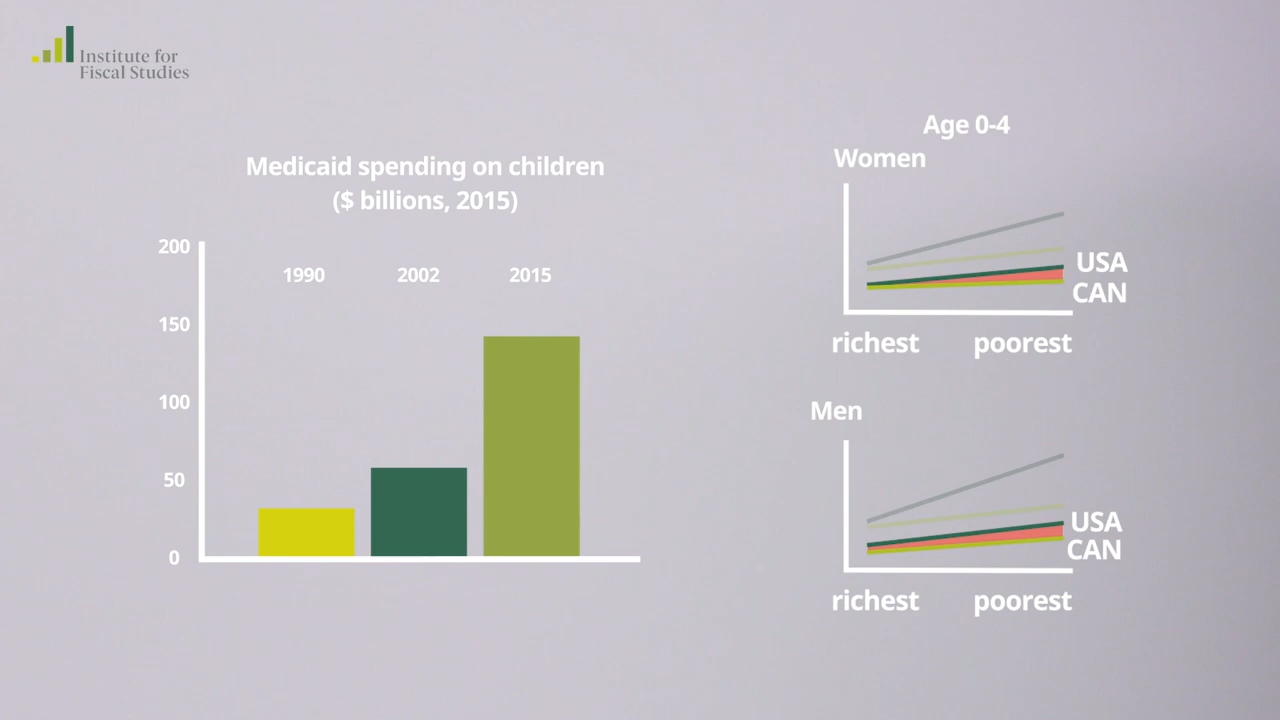 Institute for
Fiscal Studies
Medicaid spending on children
($ billions, 2015)
200
150
100
50
0
1990
2002
2015
Age 0-4
Women
USA
CAN
richest
poorest
Men
USA
CAN
richest
poorest